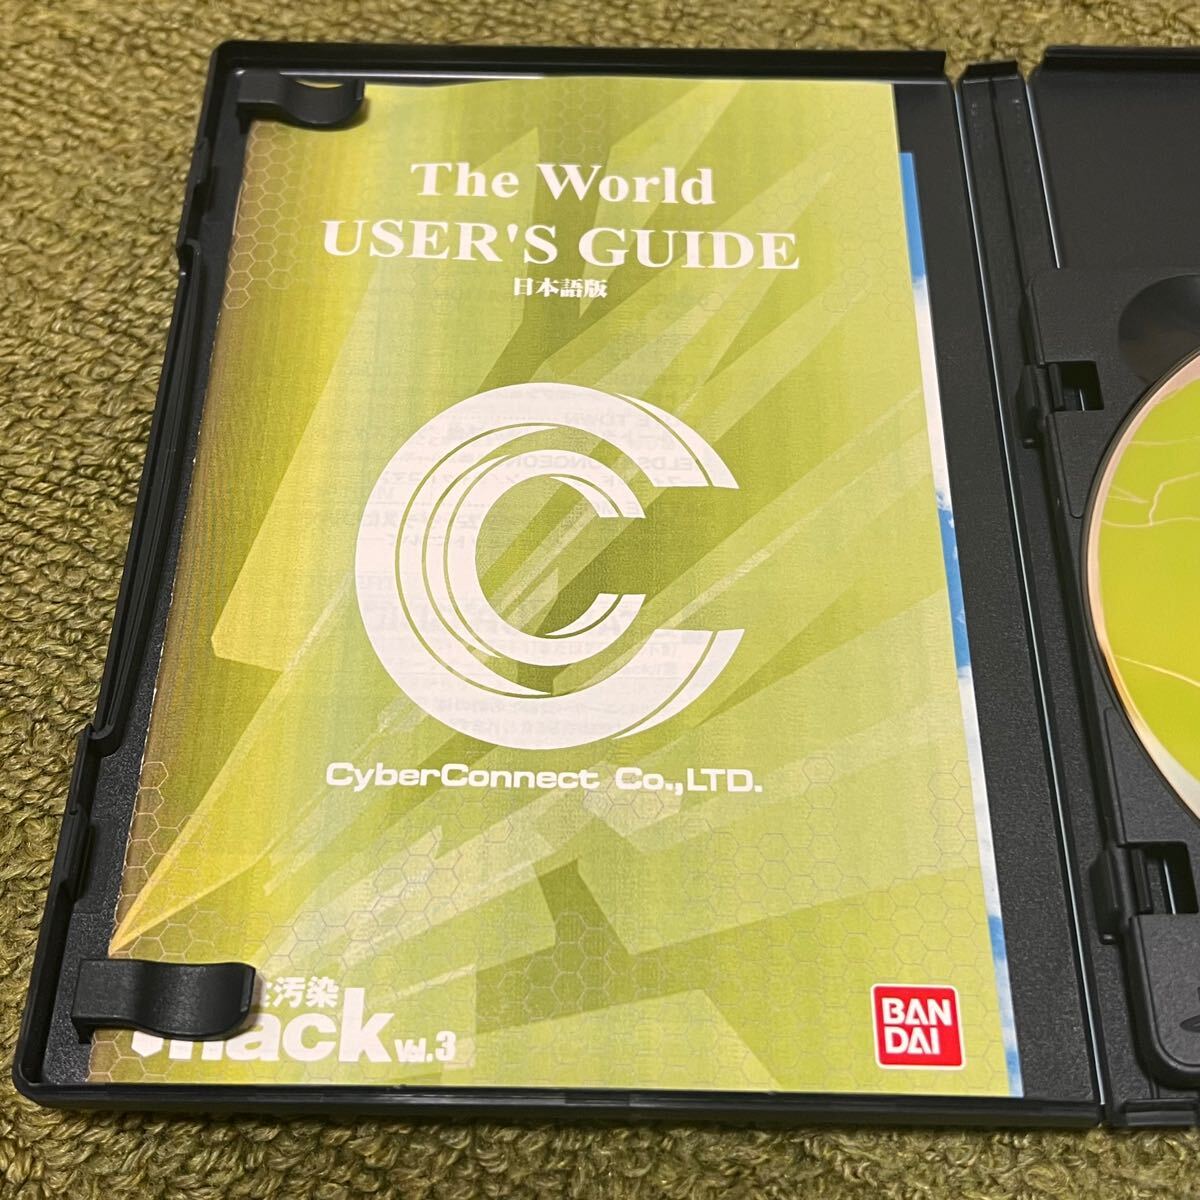 The World
USER'S GUIDE
日本語版
CyberConnect Co.,LTD.
汚染
hack Vol.3
BAN
DAI